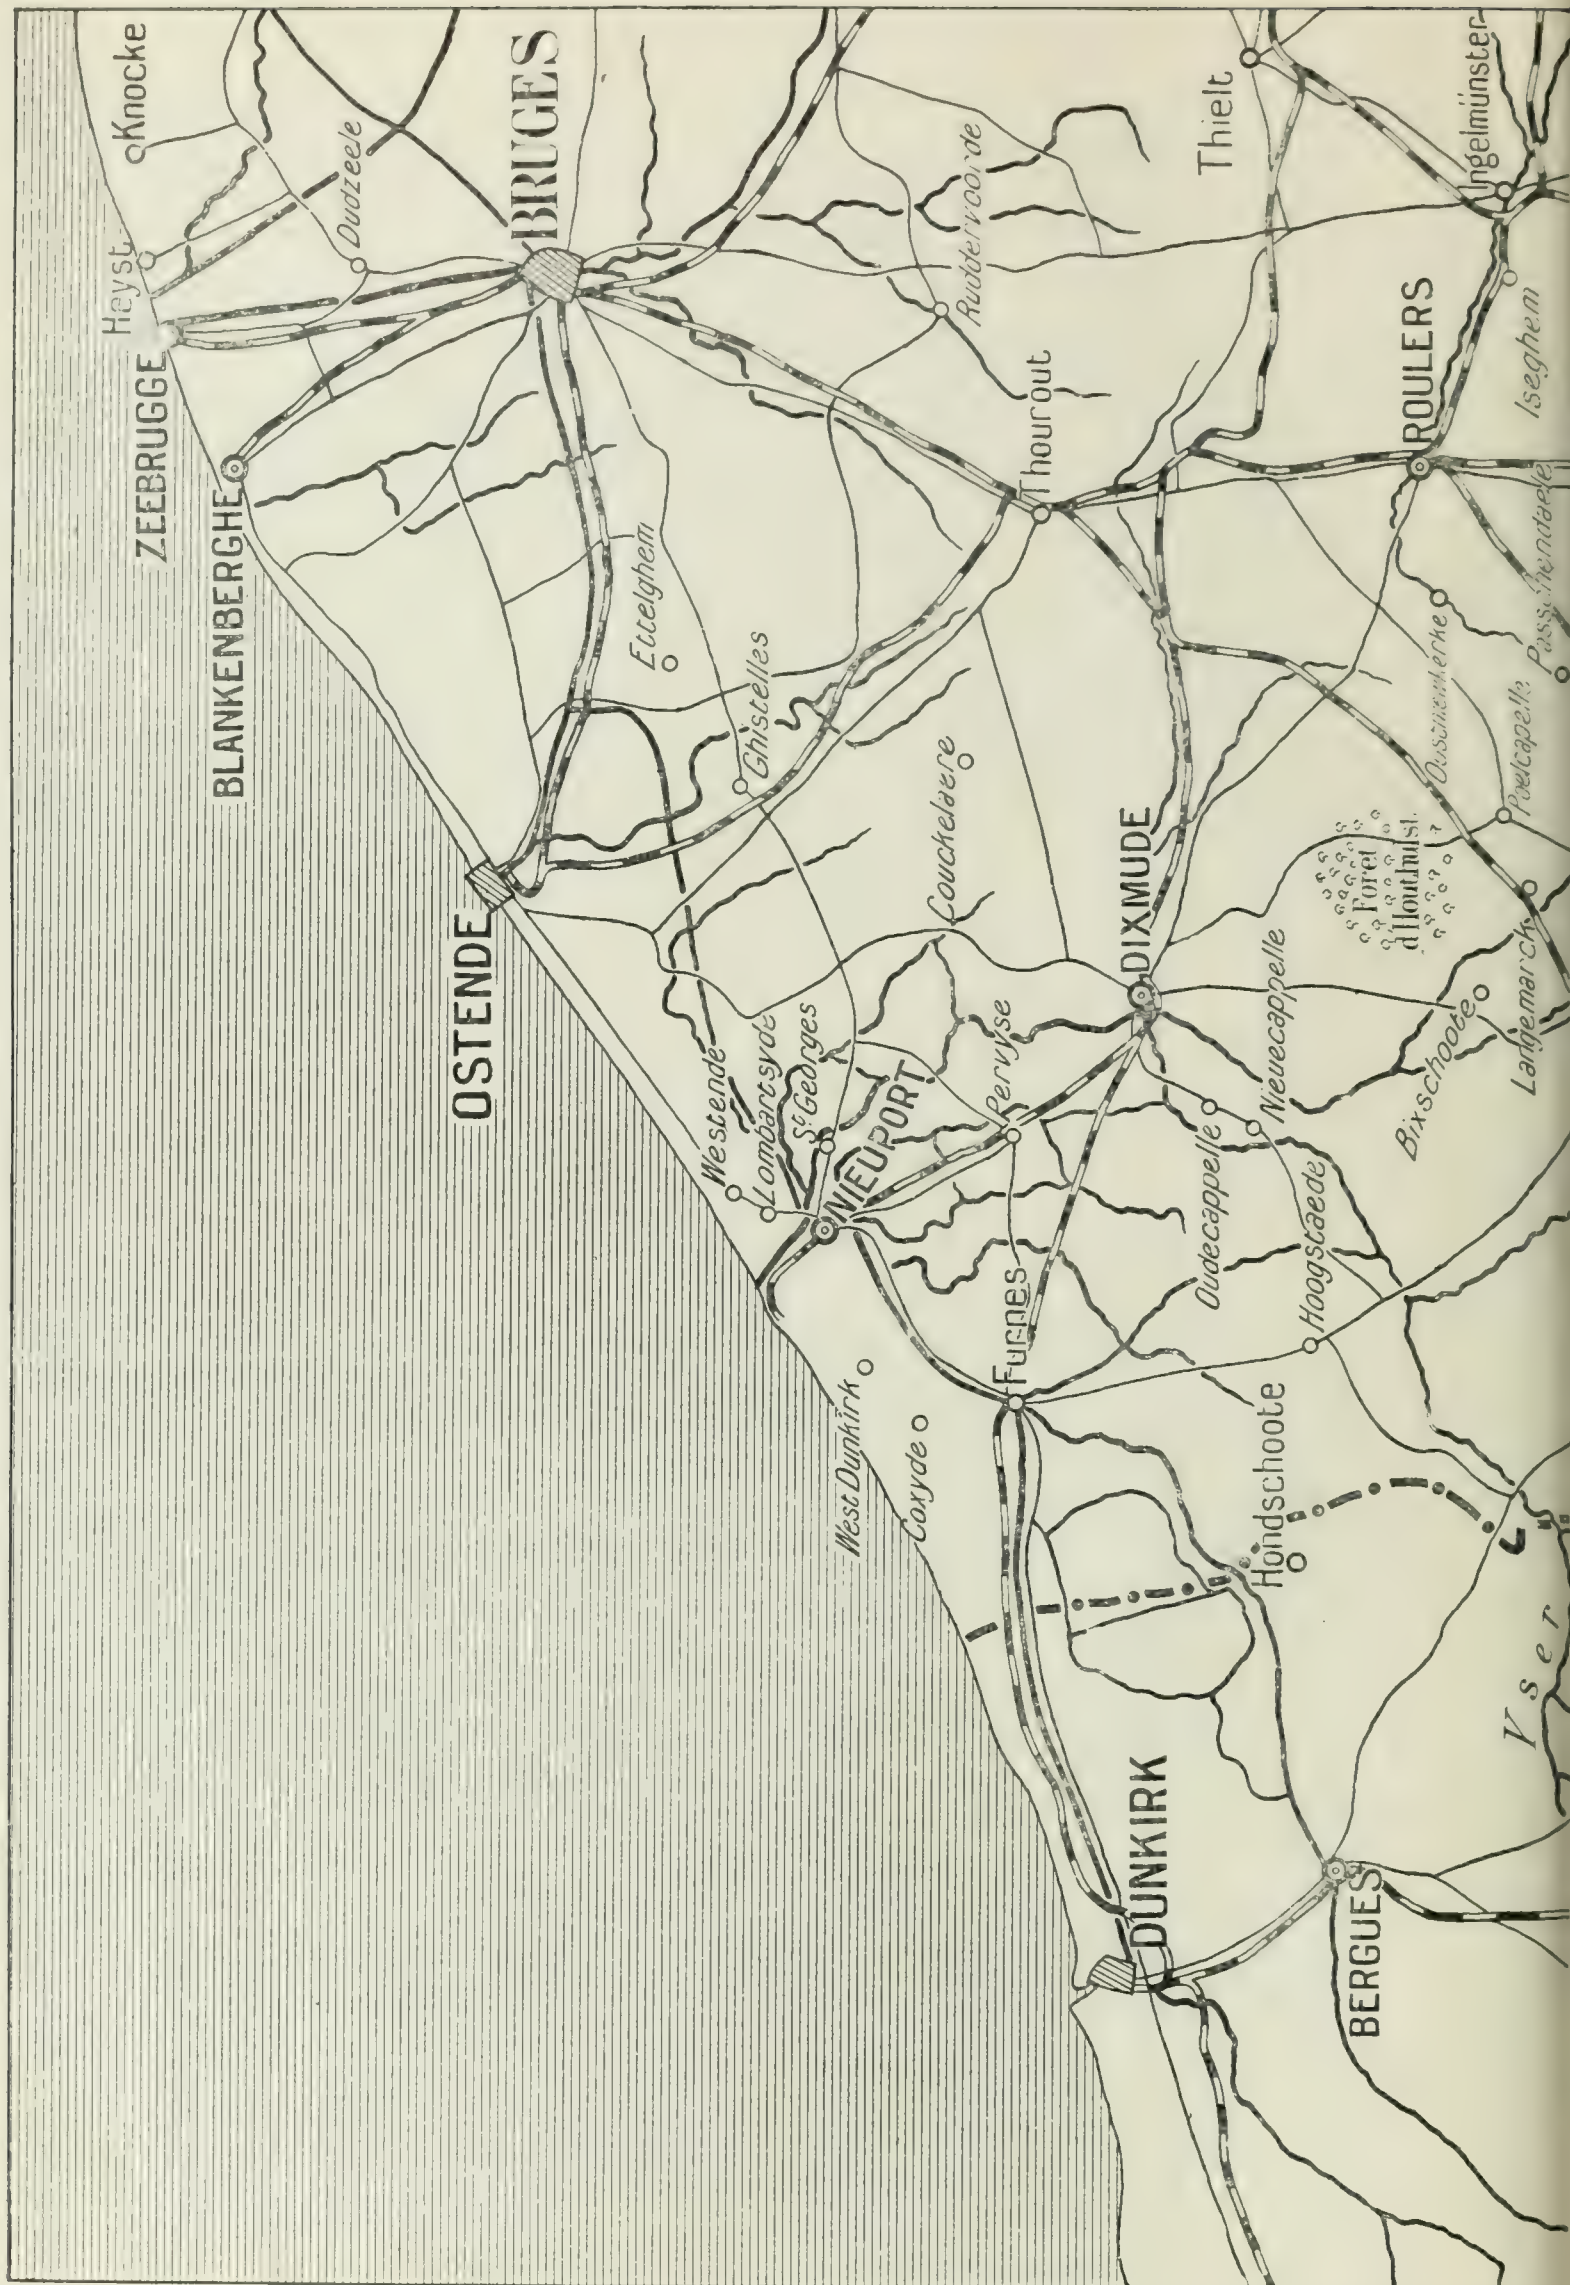 Knocke
Heyst
ZEEBRUGGE
BLANKENBERGHE
Dudzeele
BRUGES
OSTENDE
Ettelghem
Ghistelles
Ruddervoorde
Thielt
Ingelmünster
Thourout
ROULERS
Iseghem
Couckelaere
Westende
Lombartsyde
St Georges
NIEUPORT
Pervyse
DIXMUDE
Foret
d'Houthulst
Poelcapelle
Passchendaele
Langemarck
Bixschoote
Nieuecappelle
Oudecappelle
Hoogstaede
Furnes
West Dunkirk
Coxyde
Hondschoote
Yser
DUNKIRK
BERGUES